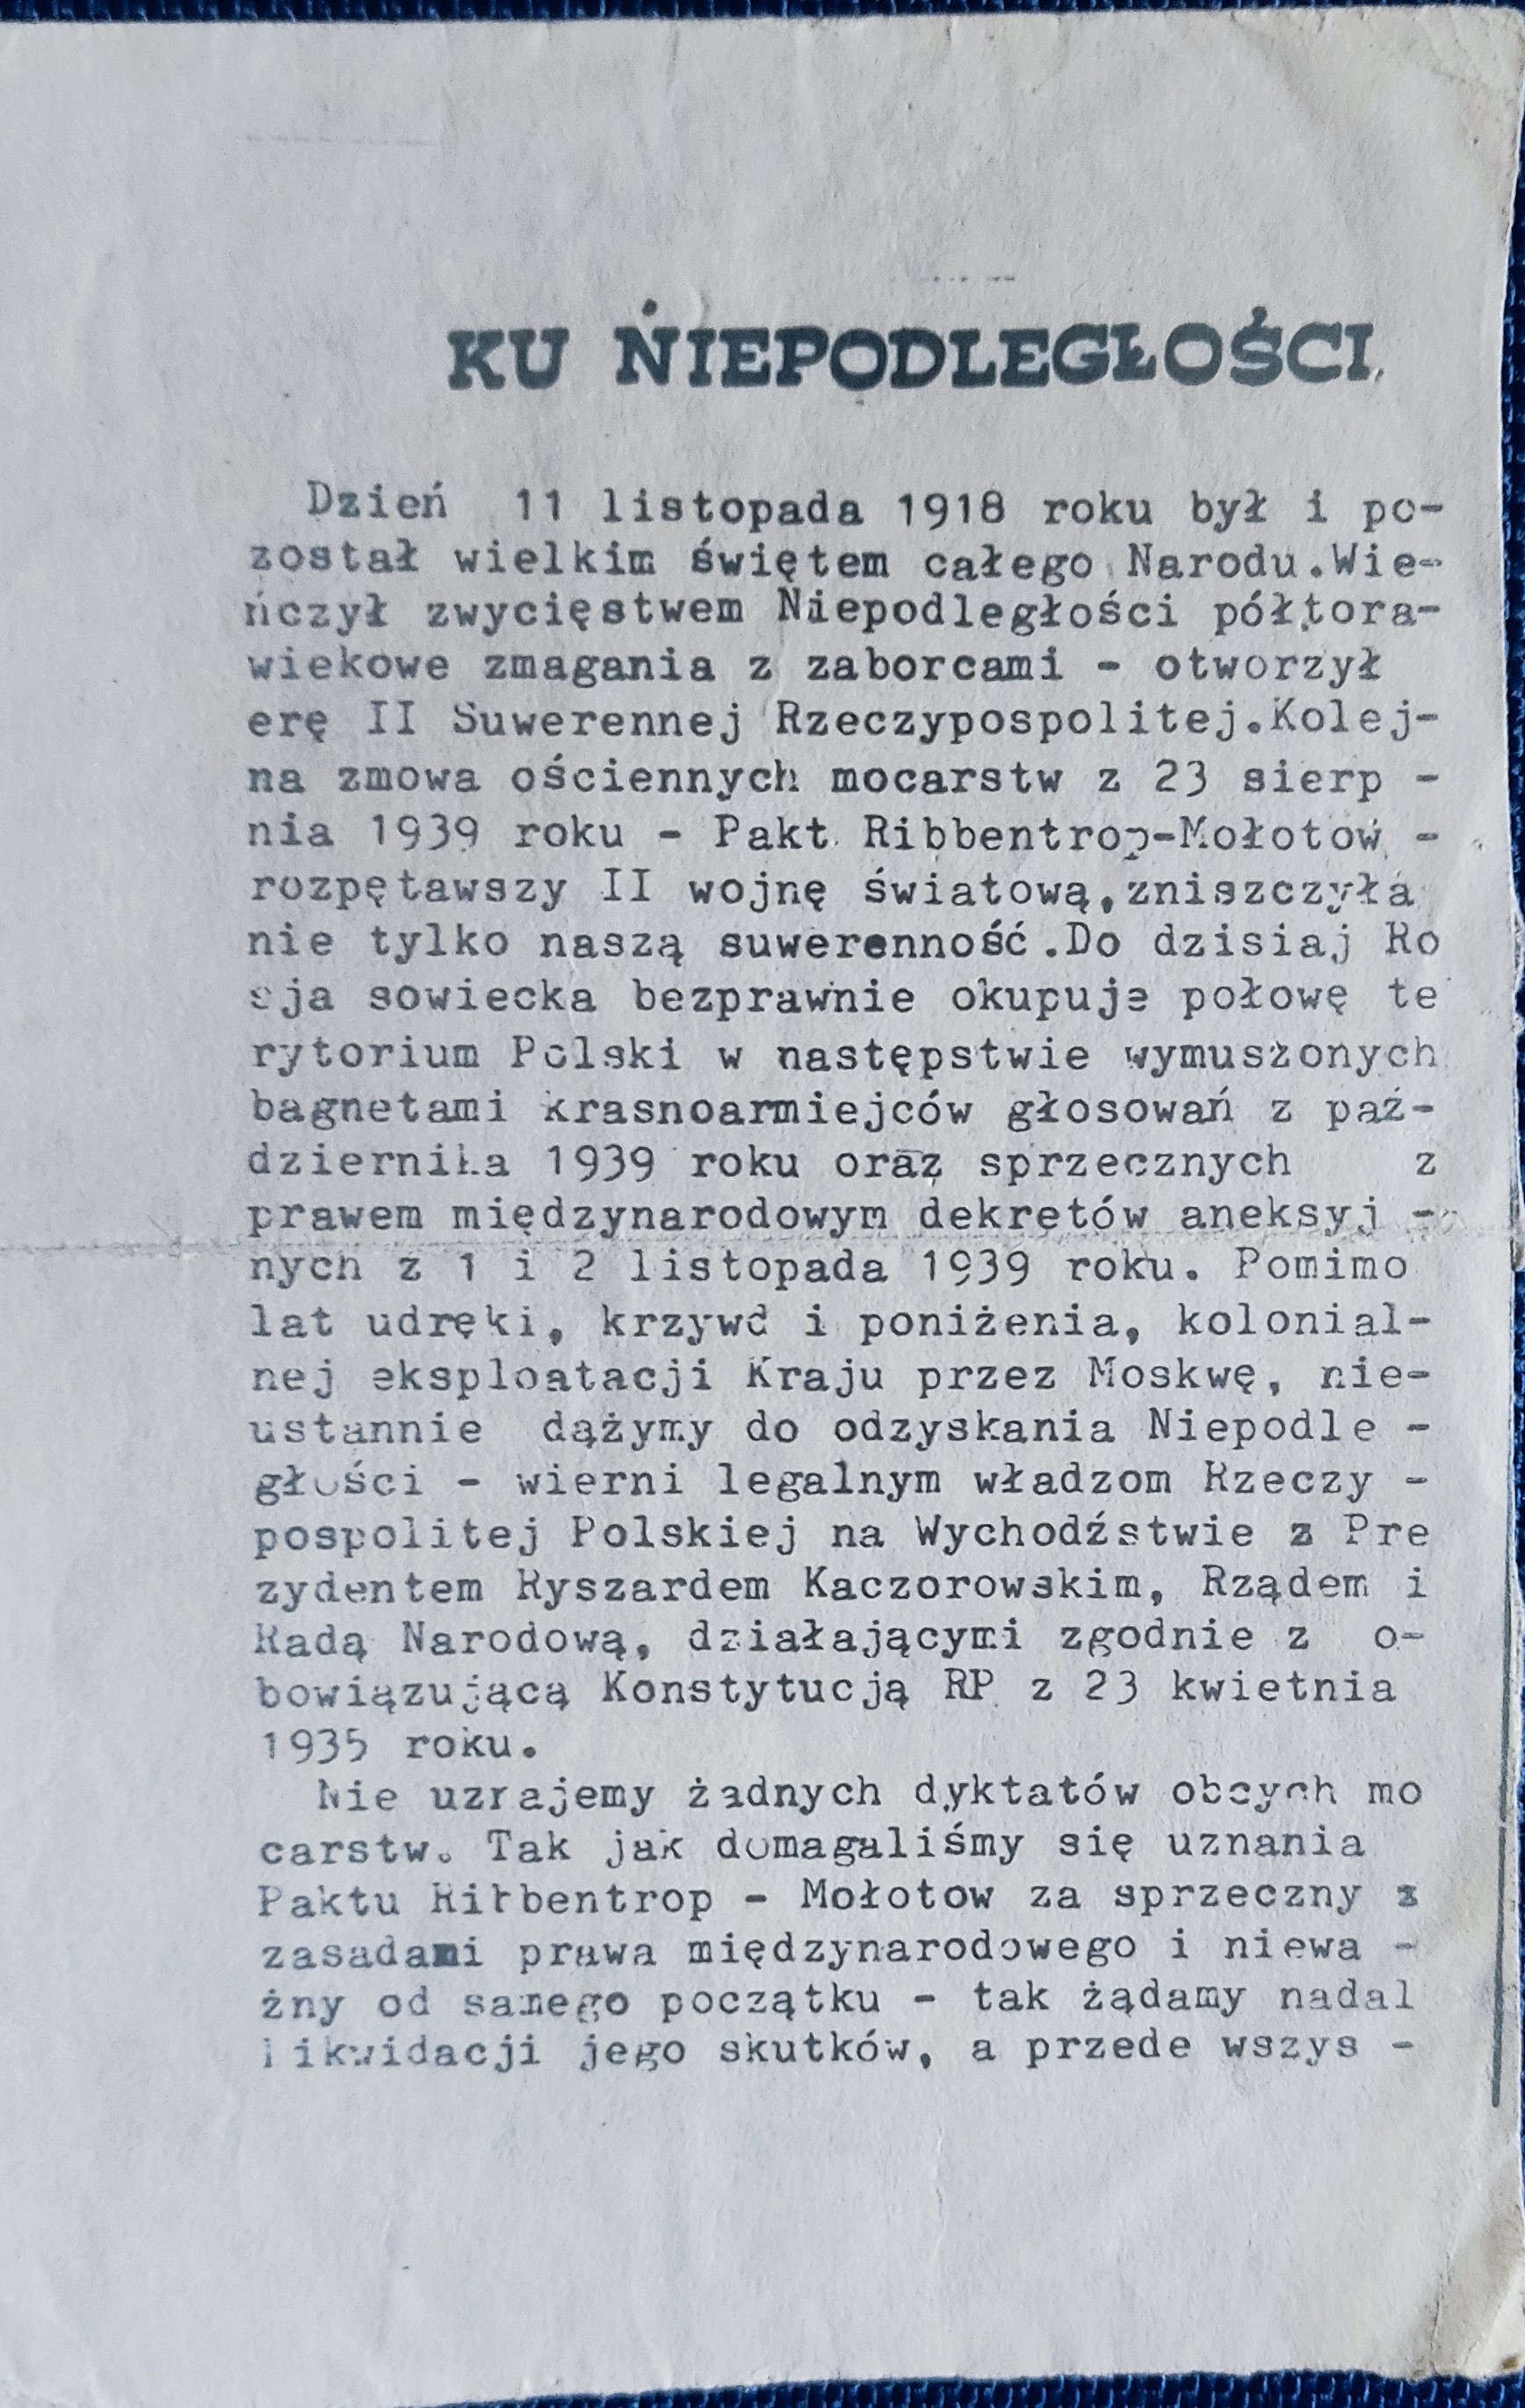 KU NIEPODLEGŁOŚCI
Dzień 11 listopada 1918 roku był i po-
został wielkim świętem całego Narodu.Wie-
ńczył zwycięstwem Niepodległości półtora-
wiekowe zmagania z zaborcami - otworzył
erę II Suwerennej Rzeczypospolitej.Kolej-
na zmowa ościennych mocarstw z 23 sierp -
nia 1939 roku - Pakt Ribbentrop-Mołotow -
rozpętawszy II wojnę światową,zniszczyła
nie tylko naszą suwerenność.Do dzisiaj Ro
sja sowiecka bezprawnie okupuje połowę te
rytorium Polski w następstwie wymuszonych
bagnetami krasnoarmiejców głosowań z paź-
dziernika 1939 roku oraz sprzecznych z
prawem międzynarodowym dekretów aneksyj -
nych z 1 i 2 listopada 1939 roku. Pomimo
lat udręki, krzywd i poniżenia, kolonial-
nej eksploatacji Kraju przez Moskwę, nie-
ustannie dążymy do odzyskania Niepodle -
głości - wierni legalnym władzom Rzeczy -
pospolitej Polskiej na Wychodźstwie z Pre
zydentem Ryszardem Kaczorowskim, Rządem i
Radą Narodową, działającymi zgodnie z o-
bowiązującą Konstytucją RP z 23 kwietnia
1935 roku.
Nie uznajemy żadnych dyktatów obcych mo
carstw. Tak jak domagaliśmy się uznania
Paktu Ribbentrop - Mołotow za sprzeczny z
zasadami prawa międzynarodowego i niewa -
żny od samego początku - tak żądamy nadal
likwidacji jego skutków, a przede wszys -